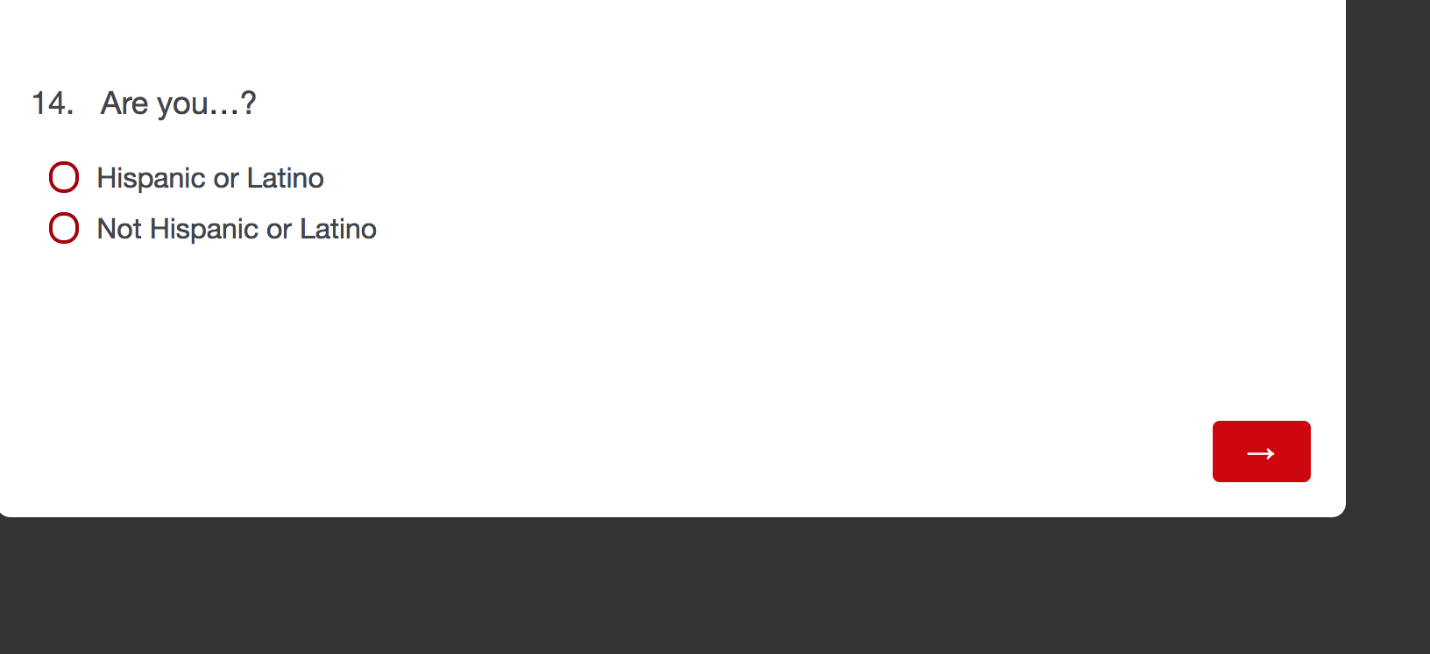 14. Are you…?
Hispanic or Latino
Not Hispanic or Latino
→